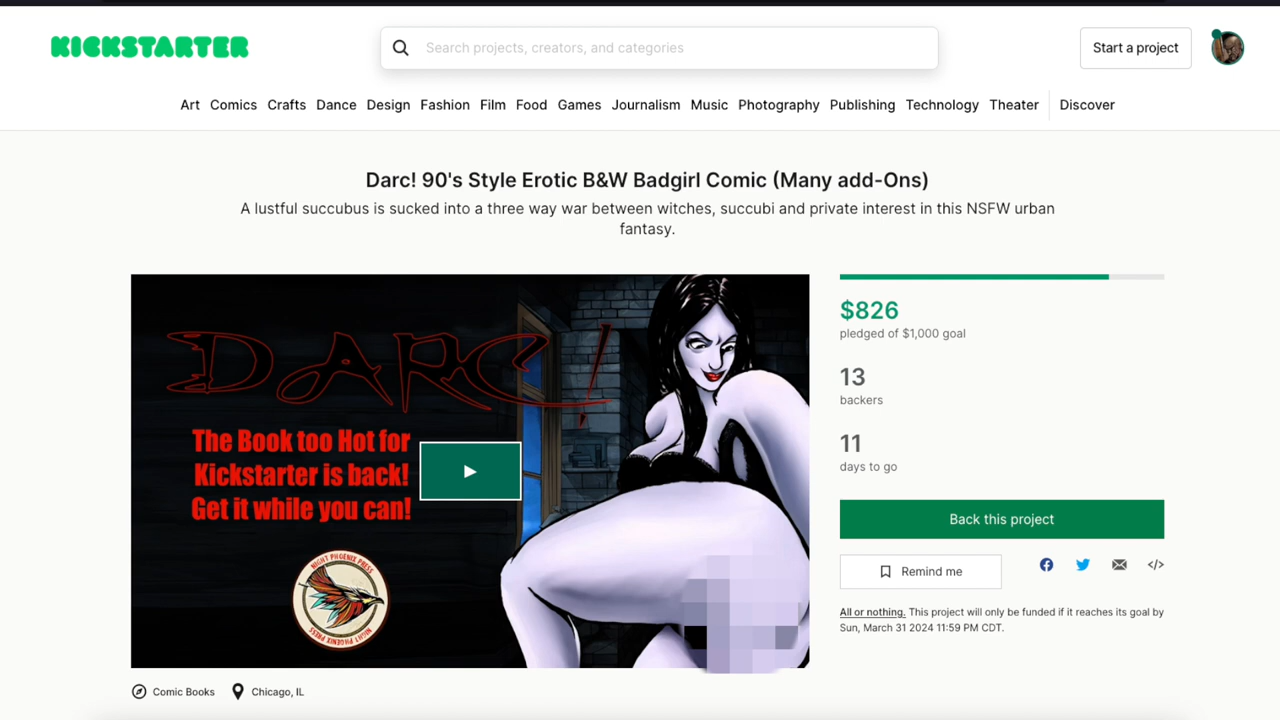 KICKSTARTER
Search projects, creators, and categories
Start a project
Art Comics Crafts Dance Design Fashion Film Food Games Journalism Music Photography Publishing Technology Theater Discover
Darc! 90's Style Erotic B&W Badgirl Comic (Many add-Ons)
A lustful succubus is sucked into a three way war between witches, succubi and private interest in this NSFW urban
fantasy.
DARC!
The Book too Hot for
Kickstarter is back!
Get it while you can!
NIGHT PHOENIX PRESS
NIGHT PHOENIX PRESS
$826
pledged of $1,000 goal
13
backers
11
days to go
Back this project
Remind me
</>
All or nothing. This project will only be funded if it reaches its goal by
Sun, March 31 2024 11:59 PM CDT.
Comic Books
Chicago, IL